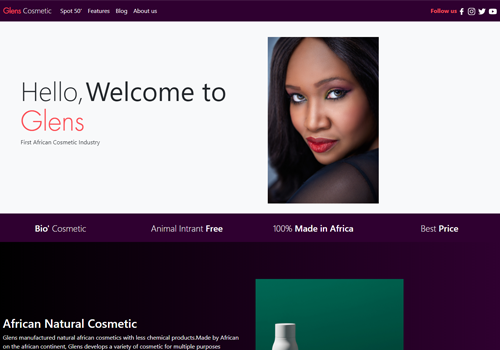 Glens Cosmetic Spot 50' Features Blog About us Follow us
Hello, Welcome to
Glens
First African Cosmetic Industry
Bio' Cosmetic Animal Intrant Free 100% Made in Africa Best Price
African Natural Cosmetic
Glens manufactured natural african cosmetics with less chemical products.Made by African
on the african continent, Glens develops a variety of cosmetic for multiple purposes